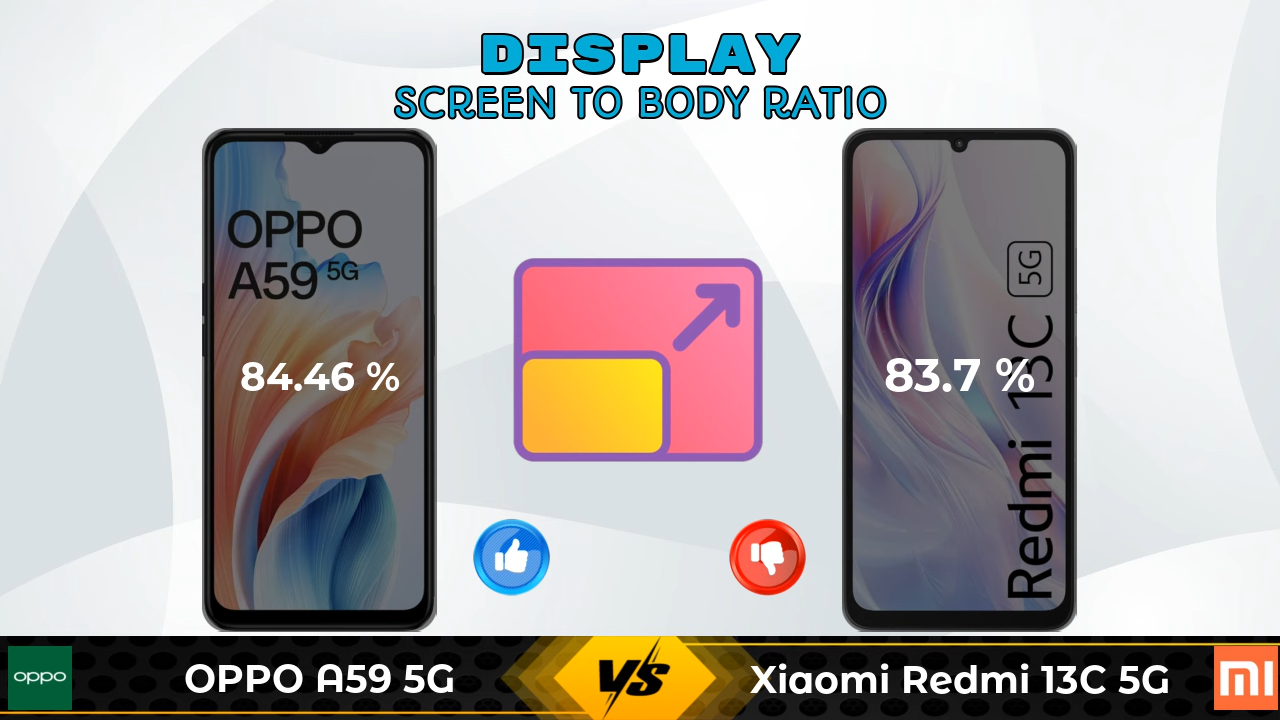 DISPLAY
SCREEN TO BODY RATIO
OPPO
A59 5G
84.46 %
5G
Redmi 13C
83.7 %
oppo
OPPO A59 5G
VS
Xiaomi Redmi 13C 5G
mi